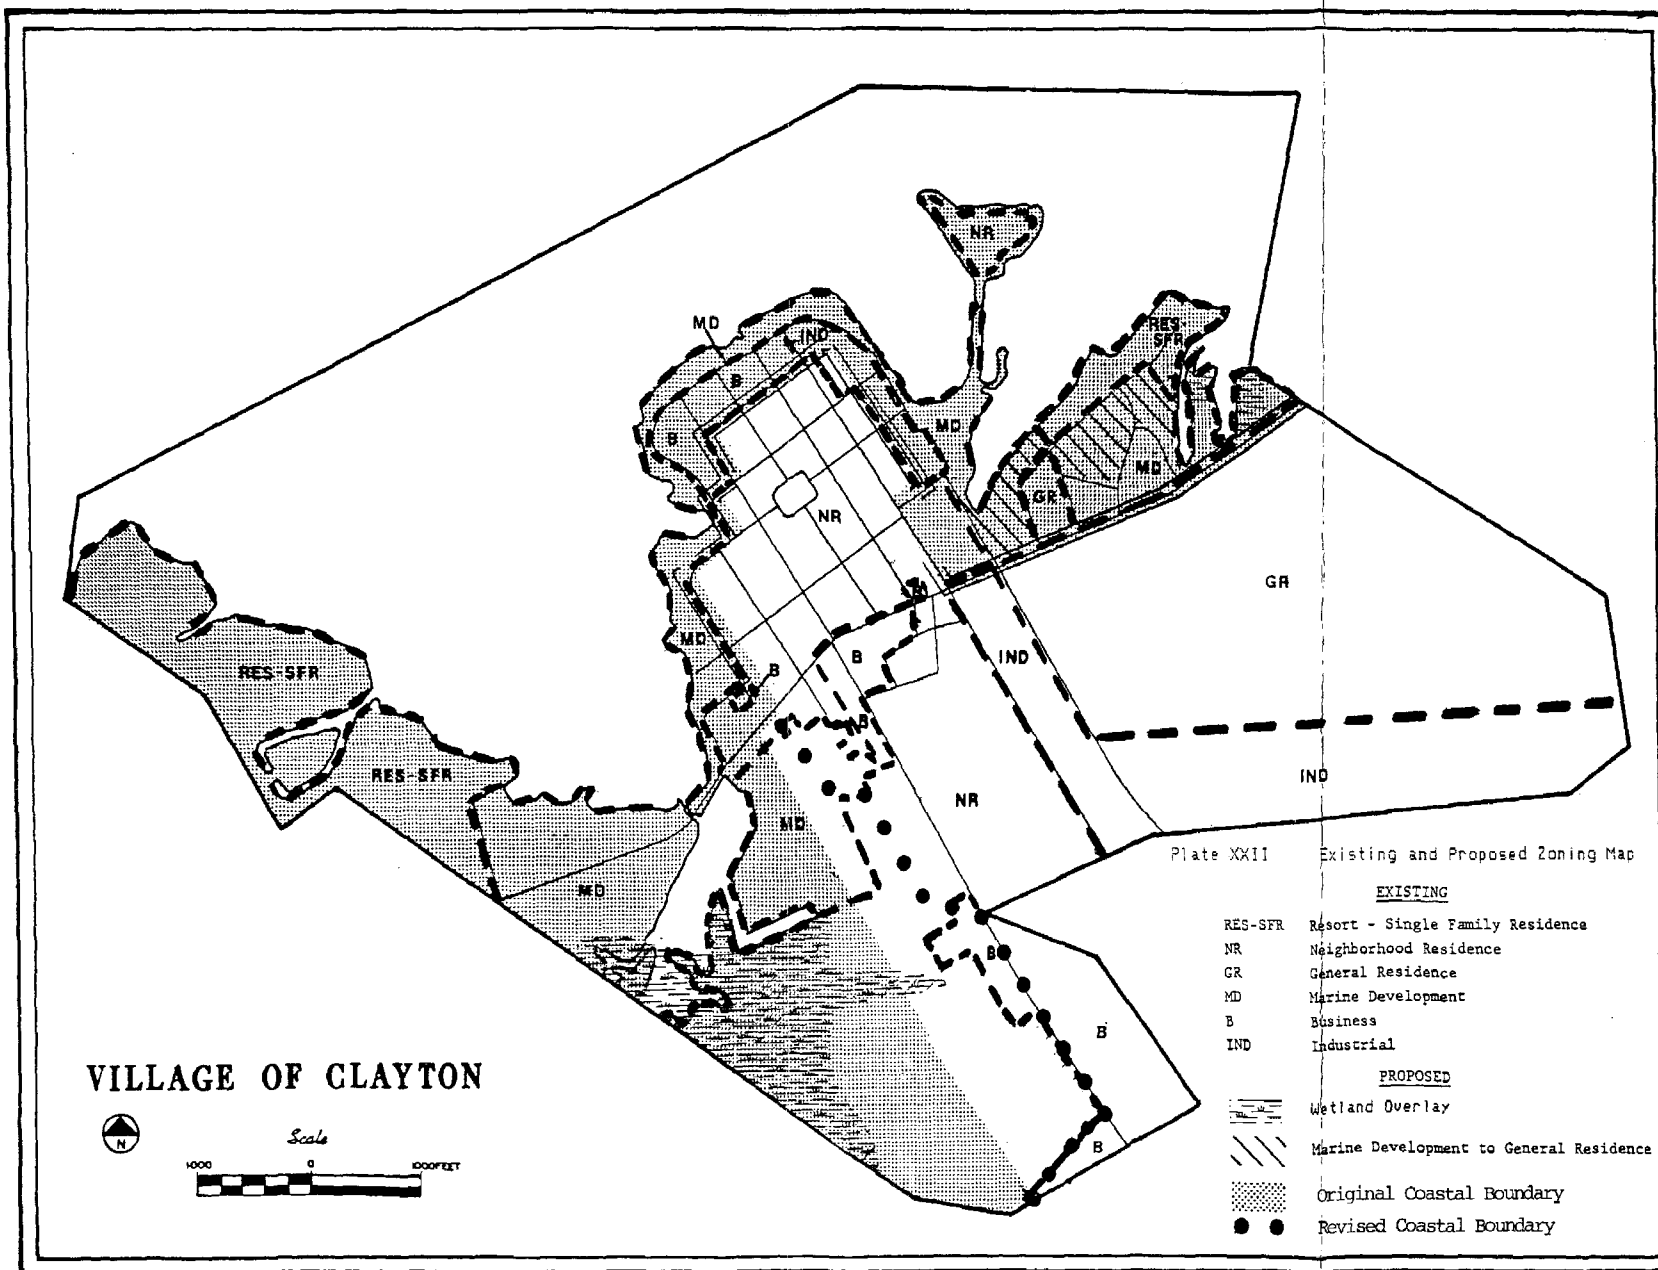 NR
MD
IND
RES
SFR
B
B
MD
MD
GR
NR
GR
B
MD
B
B
IND
RES-SFR
B
RES-SFR
IND
NR
MD
MD
B
B
B
Plate XXII Existing and Proposed Zoning Map
EXISTING
RES-SFR Resort - Single Family Residence
NR Neighborhood Residence
GR General Residence
MD Marine Development
B Business
IND Industrial
PROPOSED
Wetland Overlay
Marine Development to General Residence
Original Coastal Boundary
Revised Coastal Boundary
VILLAGE OF CLAYTON
N
Scale
1000 0 1000FEET